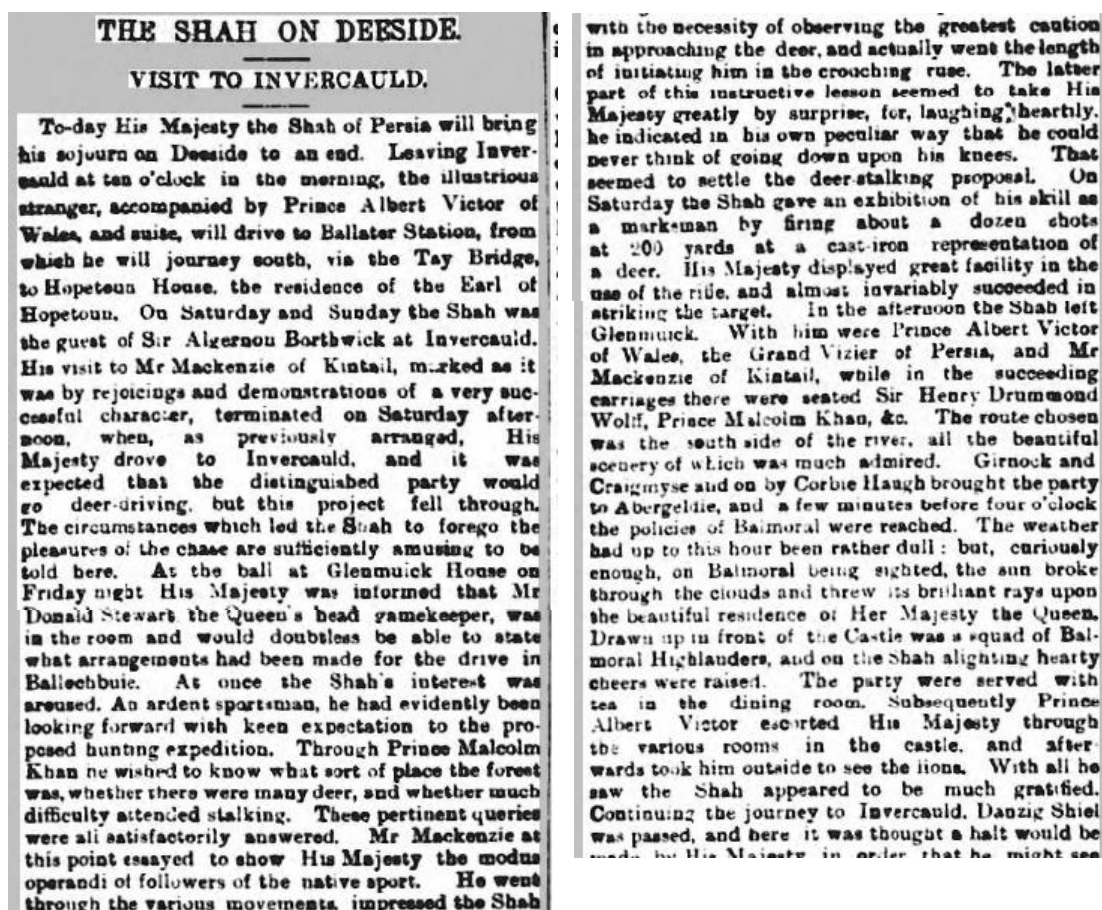 THE SHAH ON DEESIDE.
VISIT TO INVERCAULD.
To-day His Majesty the Shah of Persia will bring
his sojourn on Deeside to an end. Leaving Inver-
cauld at ten o'clock in the morning, the illustrious
stranger, accompanied by Prince Albert Victor of
Wales, and suite, will drive to Ballater Station, from
which he will journey south, via the Tay Bridge,
to Hopetoun House, the residence of the Earl of
Hopetoun. On Saturday and Sunday the Shah was
the guest of Sir Algernon Borthwick at Invercauld.
His visit to Mr Mackenzie of Kintail, marked as it
was by rejoicings and demonstrations of a very suc-
cessful character, terminated on Saturday after-
noon, when, as previously arranged, His
Majesty drove to Invercauld, and it was
expected that the distinguished party would
go deer-driving, but this project fell through.
The circumstances which led the Shah to forego the
pleasures of the chase are sufficiently amusing to be
told here. At the ball at Glenmuick House on
Friday night His Majesty was informed that Mr
Donald Stewart the Queen's head gamekeeper, was
in the room and would doubtless be able to state
what arrangements had been made for the drive in
Ballochbuie. At once the Shah's interest was
aroused. An ardent sportsman, he had evidently been
looking forward with keen expectation to the pro-
posed hunting expedition. Through Prince Malcolm
Khan he wished to know what sort of place the forest
was, whether there were many deer, and whether much
difficulty attended stalking. These pertinent queries
were all satisfactorily answered. Mr Mackenzie at
this point essayed to show His Majesty the modus
operandi of followers of the native sport. He went
through the various movements, impressed the Shah
with the necessity of observing the greatest caution
in approaching the deer, and actually went the length
of initiating him in the crouching ruse. The latter
part of this instructive lesson seemed to take His
Majesty greatly by surprise, for, laughing heartily,
he indicated in his own peculiar way that he could
never think of going down upon his knees. That
seemed to settle the deer-stalking proposal. On
Saturday the Shah gave an exhibition of his skill as
a marksman by firing about a dozen shots
at 200 yards at a cast-iron representation of
a deer. His Majesty displayed great facility in the
use of the rifle, and almost invariably succeeded in
striking the target. In the afternoon the Shah left
Glenmuick. With him were Prince Albert Victor
of Wales, the Grand Vizier of Persia, and Mr
Mackenzie of Kintail, while in the succeeding
carriages there were seated Sir Henry Drummond
Wolff, Prince Malcolm Khan, &c. The route chosen
was the south side of the river, all the beautiful
scenery of which was much admired. Girnock and
Craigmyse and on by Corbie Haugh brought the party
to Abergeldie, and a few minutes before four o'clock
the policies of Balmoral were reached. The weather
had up to this hour been rather dull: but, curiously
enough, on Balmoral being sighted, the sun broke
through the clouds and threw its brilliant rays upon
the beautiful residence of Her Majesty the Queen.
Drawn up in front of the Castle was a squad of Bal-
moral Highlanders, and on the Shah alighting hearty
cheers were raised. The party were served with
tea in the dining room. Subsequently Prince
Albert Victor escorted His Majesty through
the various rooms in the castle, and after-
wards took him outside to see the lions. With all he
saw the Shah appeared to be much gratified.
Continuing the journey to Invercauld, Danzig Shiel
was passed, and here it was thought a halt would be
made by His Majesty in order that he might see